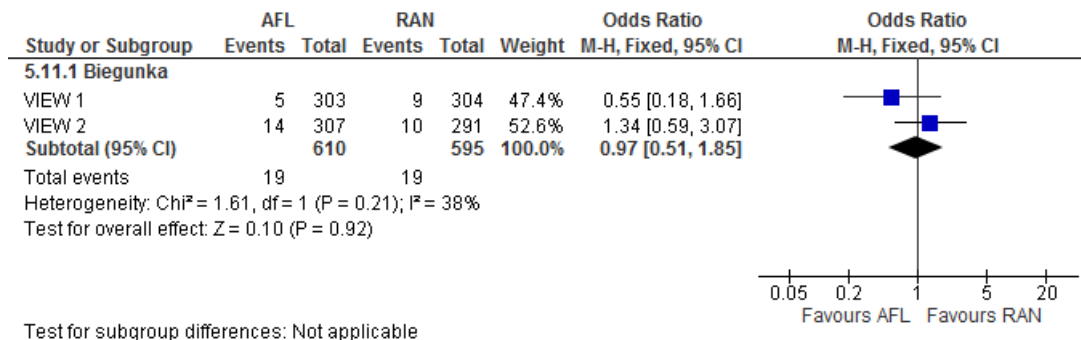 AFL RAN Odds Ratio Odds Ratio
Study or Subgroup Events Total Events Total Weight M-H, Fixed, 95% CI M-H, Fixed, 95% CI
5.11.1 Biegunka
VIEW 1 5 303 9 304 47.4% 0.55 [0.18, 1.66]
VIEW 2 14 307 10 291 52.6% 1.34 [0.59, 3.07]
Subtotal (95% CI) 610 595 100.0% 0.97 [0.51, 1.85]
Total events 19 19
Heterogeneity: Chi² = 1.61, df = 1 (P = 0.21); I² = 38%
Test for overall effect: Z = 0.10 (P = 0.92)
0.05 0.2 1 5 20
Favours AFL Favours RAN
Test for subgroup differences: Not applicable